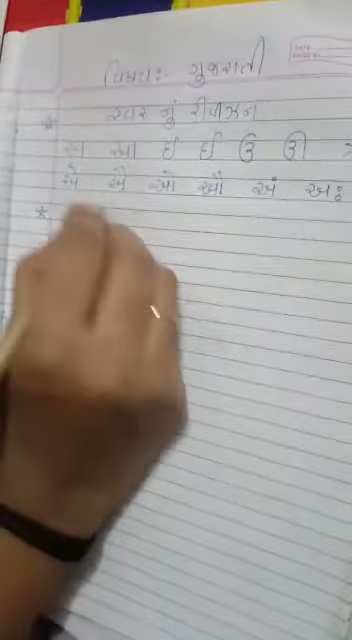 વિષય:- ગુજરાતી
* સ્વર નું રીવીઝન
અ આ ઇ ઈ ઉ ઊ
એ ઐ ઓ ઔ અં અઃ
*